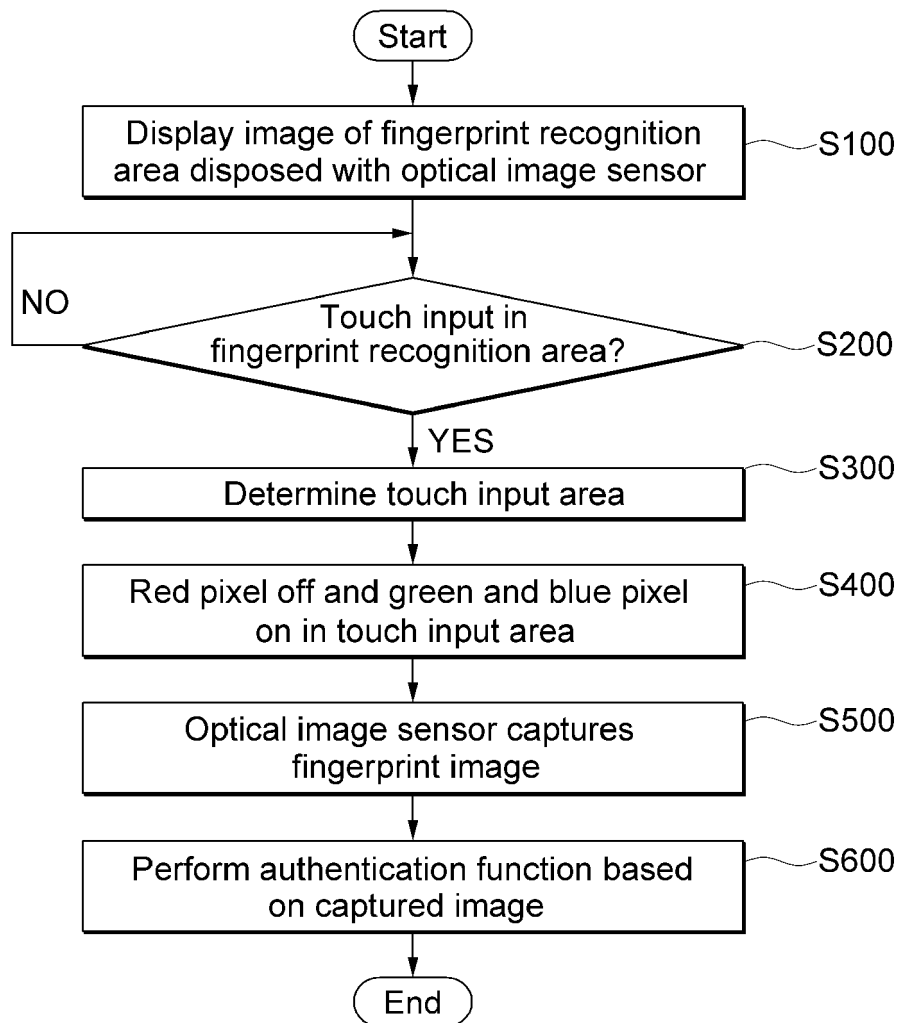 Start
Display image of fingerprint recognition
area disposed with optical image sensor
S100
NO
Touch input in
fingerprint recognition area?
S200
YES
S300
Determine touch input area
Red pixel off and green and blue pixel
on in touch input area
S400
Optical image sensor captures
fingerprint image
S500
Perform authentication function based
on captured image
S600
End